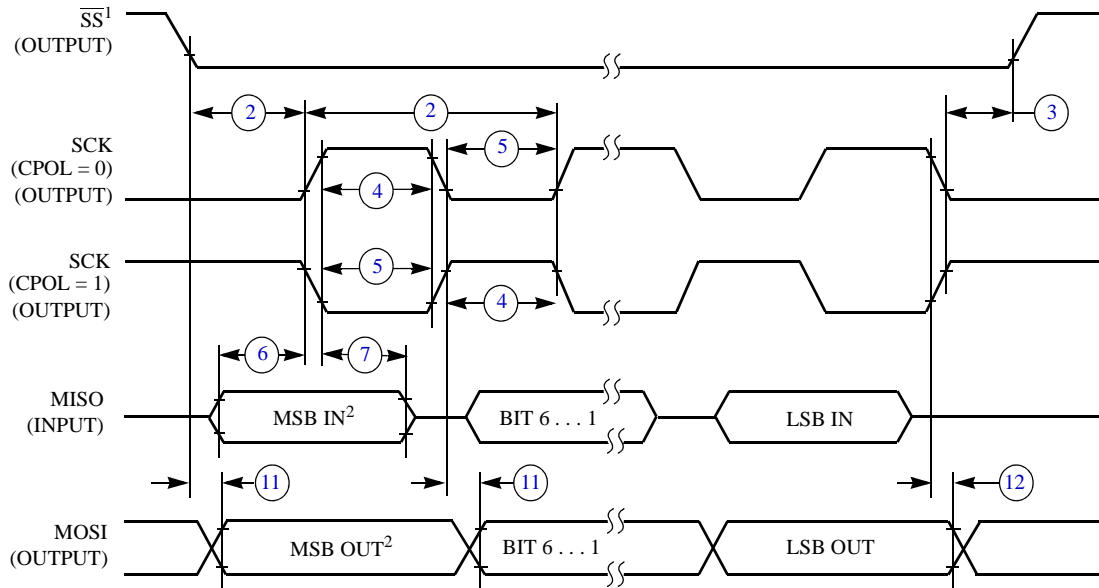 SS¹
(OUTPUT)
2
2
3
SCK
(CPOL = 0)
(OUTPUT)
5
4
SCK
(CPOL = 1)
(OUTPUT)
5
4
6
7
MISO
(INPUT)
MSB IN²
BIT 6 . . . 1
LSB IN
11
11
12
MOSI
(OUTPUT)
MSB OUT²
BIT 6 . . . 1
LSB OUT